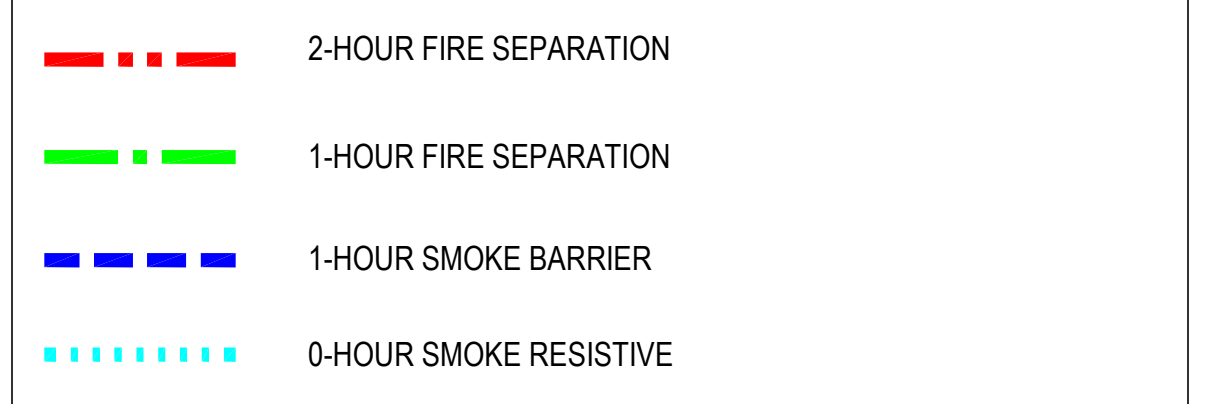 2-HOUR FIRE SEPARATION
1-HOUR FIRE SEPARATION
1-HOUR SMOKE BARRIER
0-HOUR SMOKE RESISTIVE